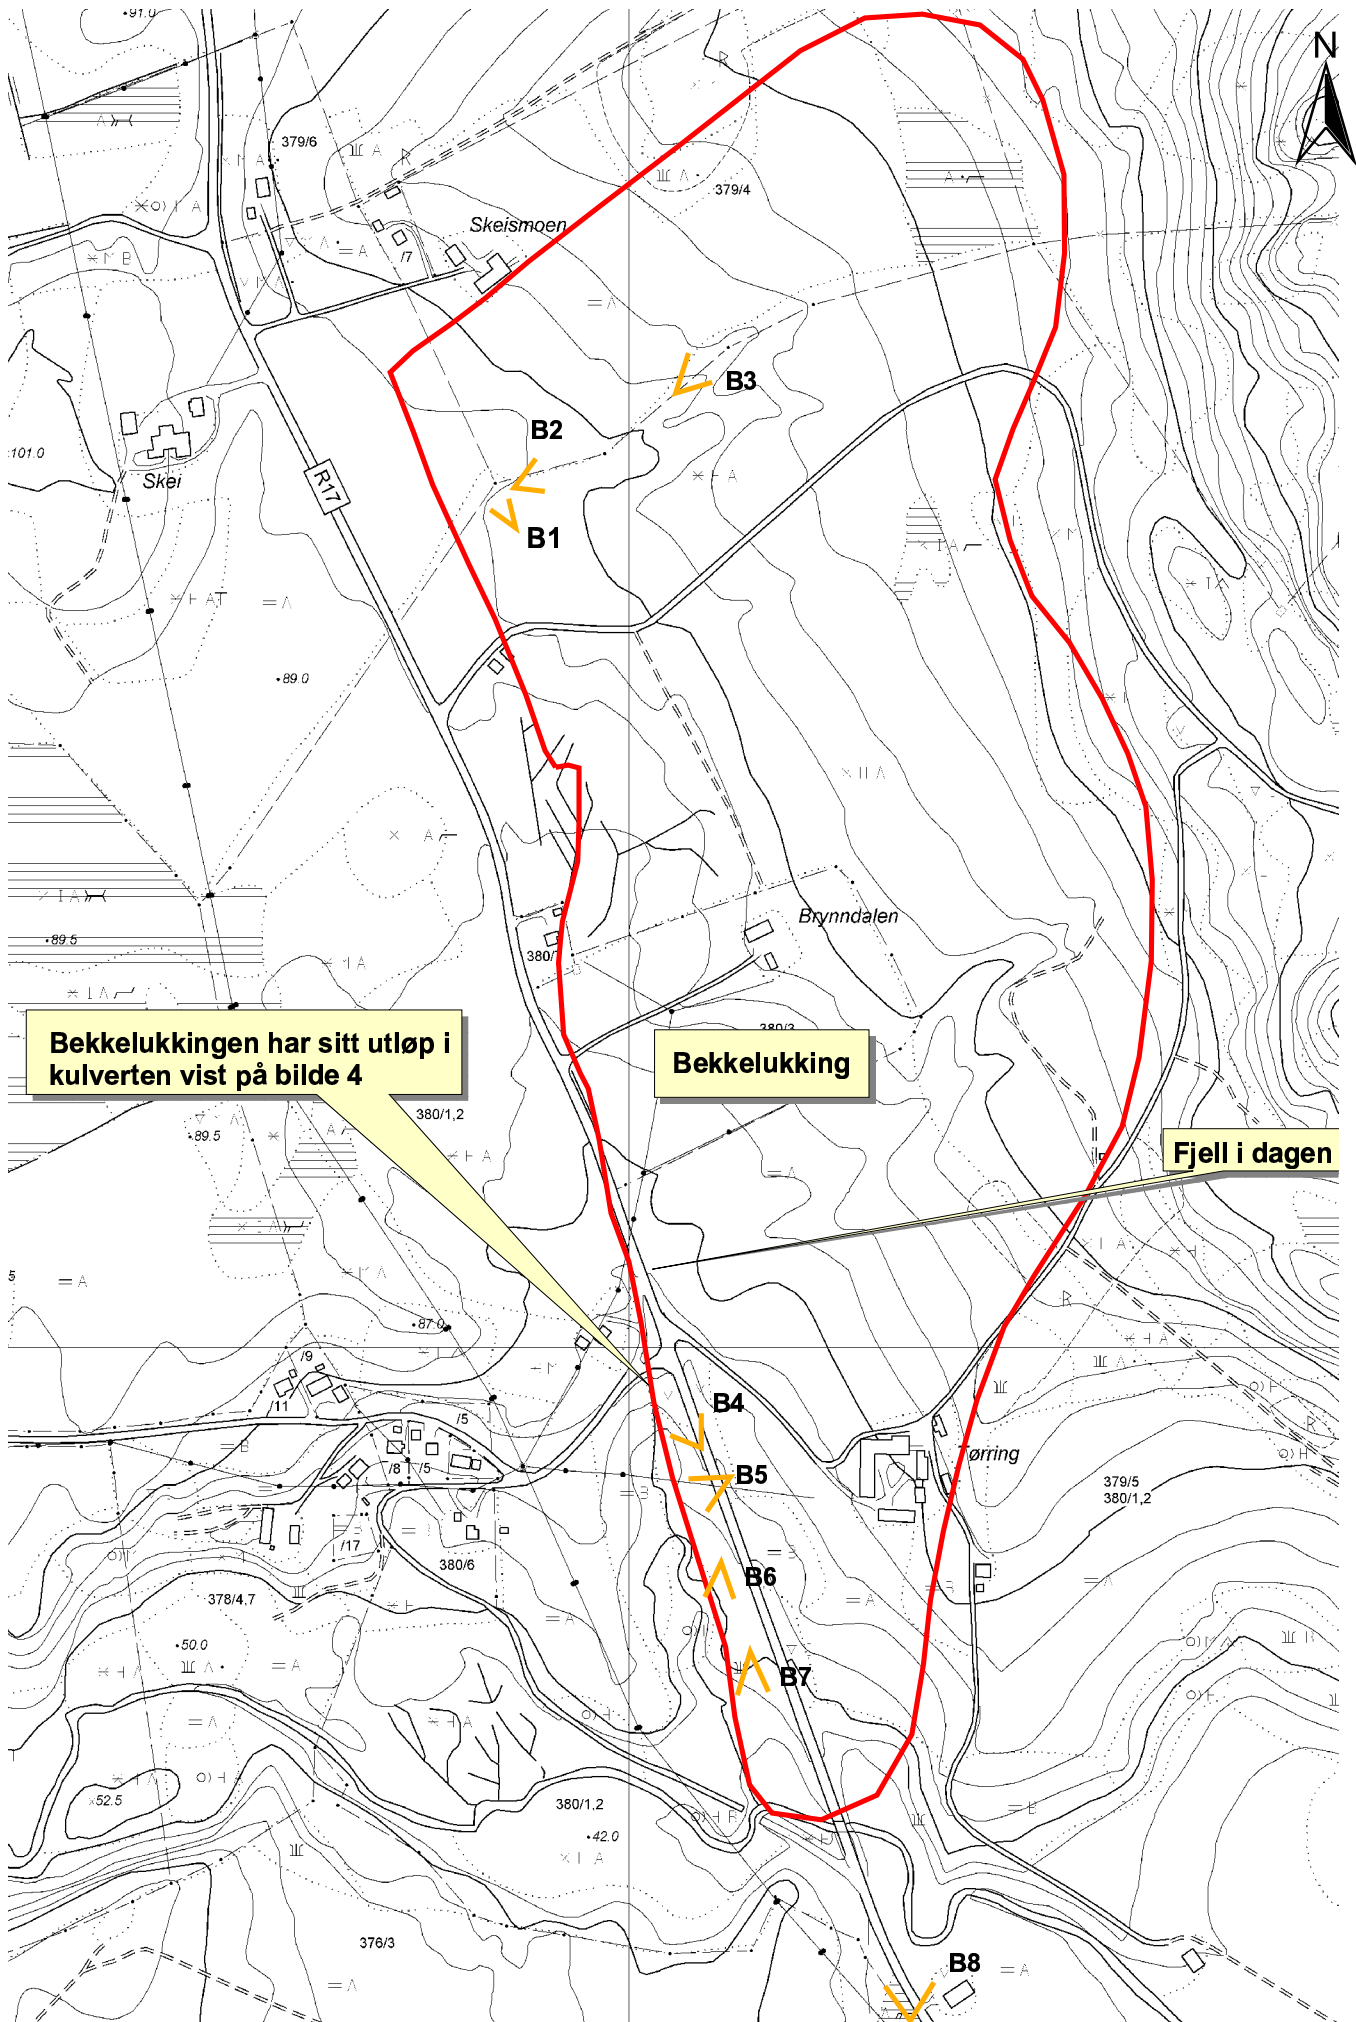 91.0
N
379/6
379/4
Skeismoen
/7
B3
B2
101.0
Skei
R17
B1
89.0
Brynndalen
89.5
380/3
Bekkelukkingen har sitt utløp i
kulverten vist på bilde 4
Bekkelukking
380/1,2
89.5
Fjell i dagen
87.0
/9
/11
/5
B4
/8
/5
B5
Tørring
379/5
380/1,2
/17
380/6
B6
378/4,7
50.0
B7
52.5
380/1,2
42.0
376/3
B8